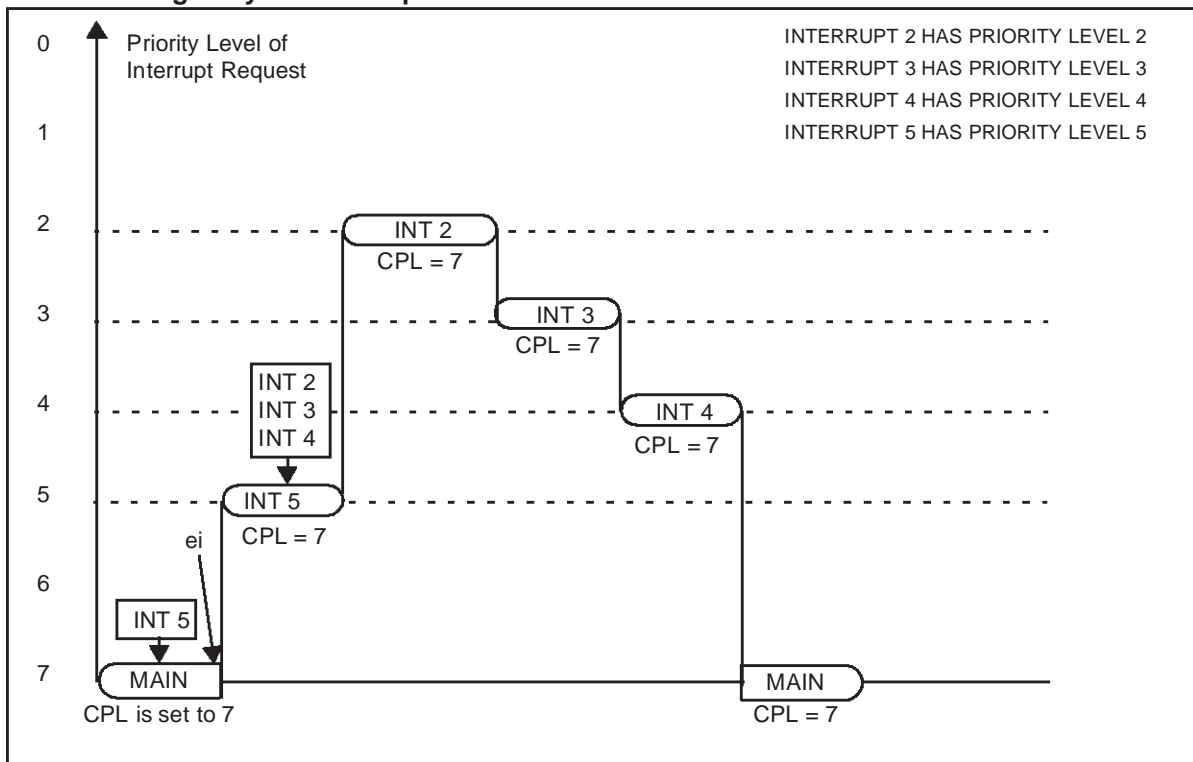 0
Priority Level of
Interrupt Request
INTERRUPT 2 HAS PRIORITY LEVEL 2
INTERRUPT 3 HAS PRIORITY LEVEL 3
INTERRUPT 4 HAS PRIORITY LEVEL 4
INTERRUPT 5 HAS PRIORITY LEVEL 5
1
2
INT 2
CPL = 7
3
INT 3
CPL = 7
INT 2
INT 3
INT 4
4
INT 4
CPL = 7
5
INT 5
CPL = 7
ei
6
INT 5
7
MAIN
CPL is set to 7
MAIN
CPL = 7